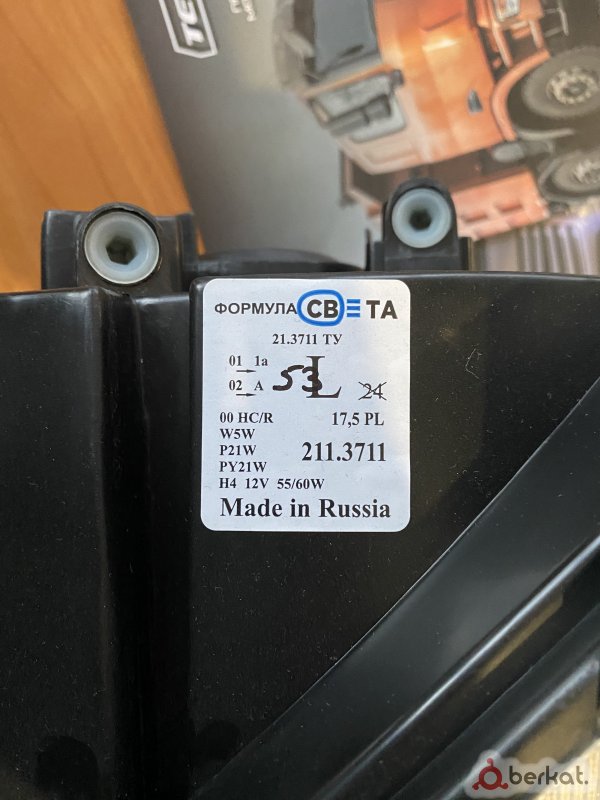 ФОРМУЛА СВЕТА
21.3711 ТУ
01 1a
02 A
53
L
24
00 HC/R 17,5 PL
W5W
P21W
211.3711
PY21W
H4 12V 55/60W
Made in Russia
berkat.